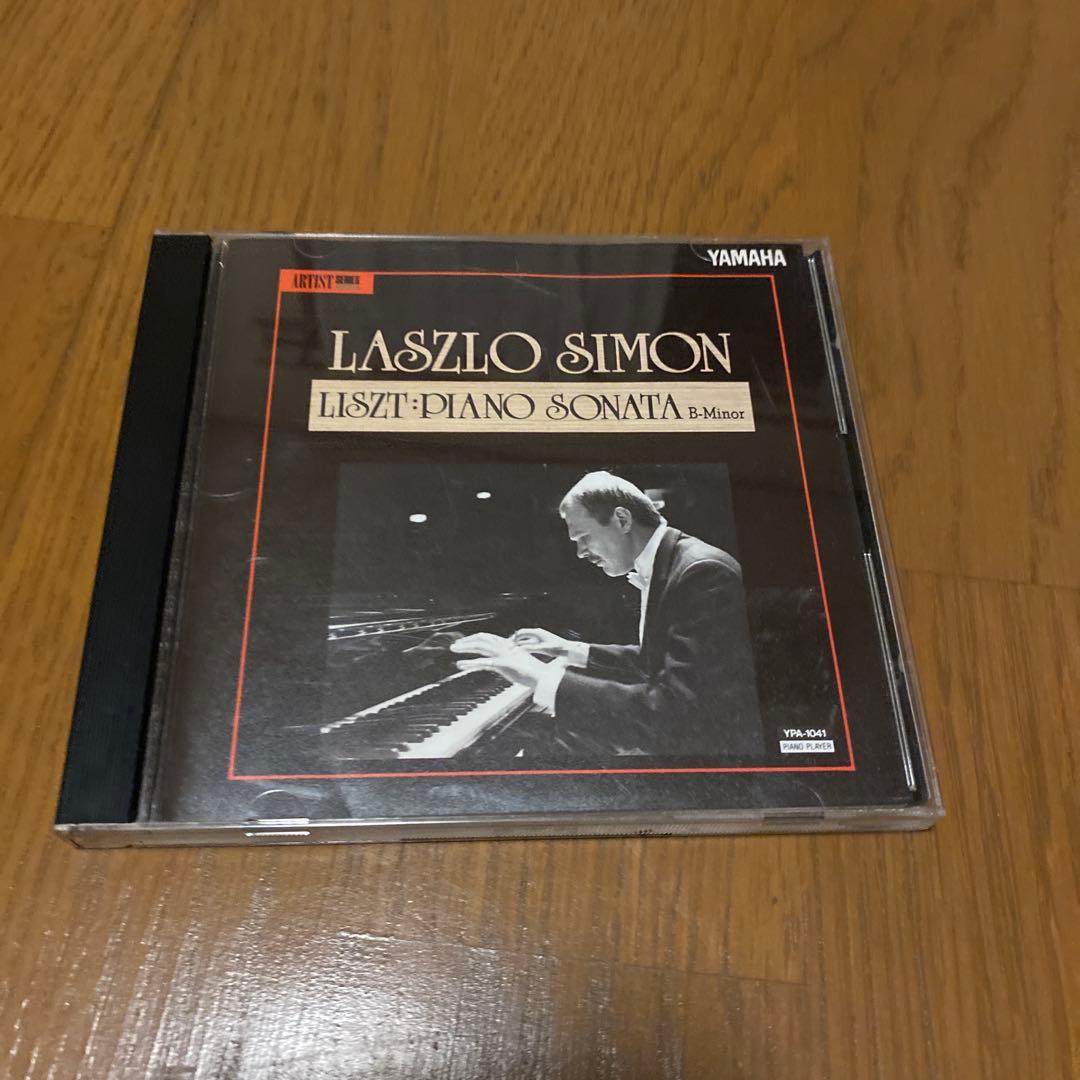 YAMAHA
ARTIST SERIES
LASZLO SIMON
LISZT:PIANO SONATA B-Minor
YPA-1041
PIANO PLAYER